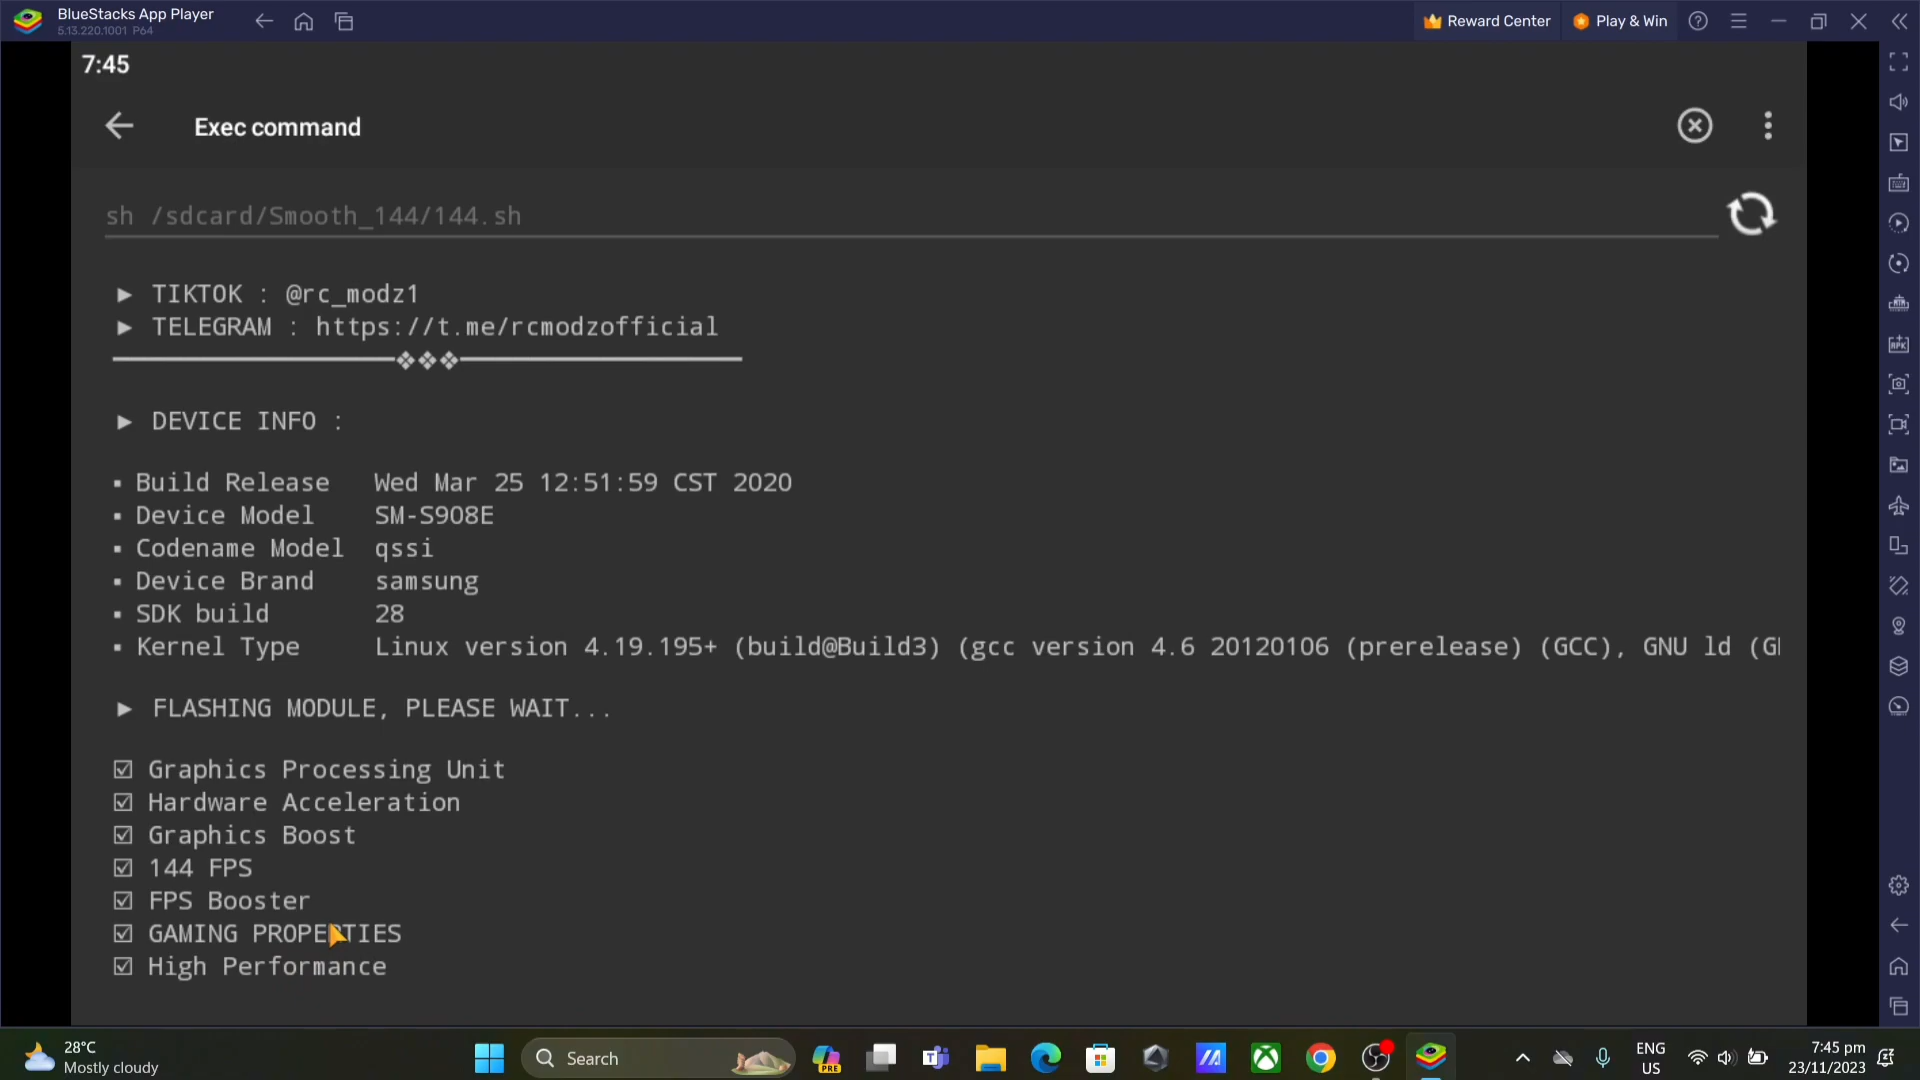 BlueStacks App Player
5.13.220.1001 P64
Reward Center
Play & Win
7:45
Exec command
sh /sdcard/Smooth_144/144.sh
► TIKTOK : @rc_modz1
► TELEGRAM : https://t.me/rcmodzofficial
► DEVICE INFO :
▪ Build Release Wed Mar 25 12:51:59 CST 2020
▪ Device Model SM-S908E
▪ Codename Model qssi
▪ Device Brand samsung
▪ SDK build 28
▪ Kernel Type Linux version 4.19.195+ (build@Build3) (gcc version 4.6 20120106 (prerelease) (GCC), GNU ld (G
► FLASHING MODULE, PLEASE WAIT...
☑ Graphics Processing Unit
☑ Hardware Acceleration
☑ Graphics Boost
☑ 144 FPS
☑ FPS Booster
☑ GAMING PROPERTIES
☑ High Performance
28°C
Mostly cloudy
Search
PRE
ENG
US
7:45 pm
23/11/2023